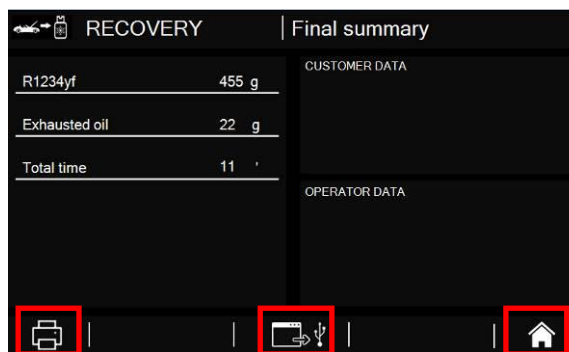 RECOVERY
Final summary
R1234yf 455 g
Exhausted oil 22 g
Total time 11 '
CUSTOMER DATA
OPERATOR DATA